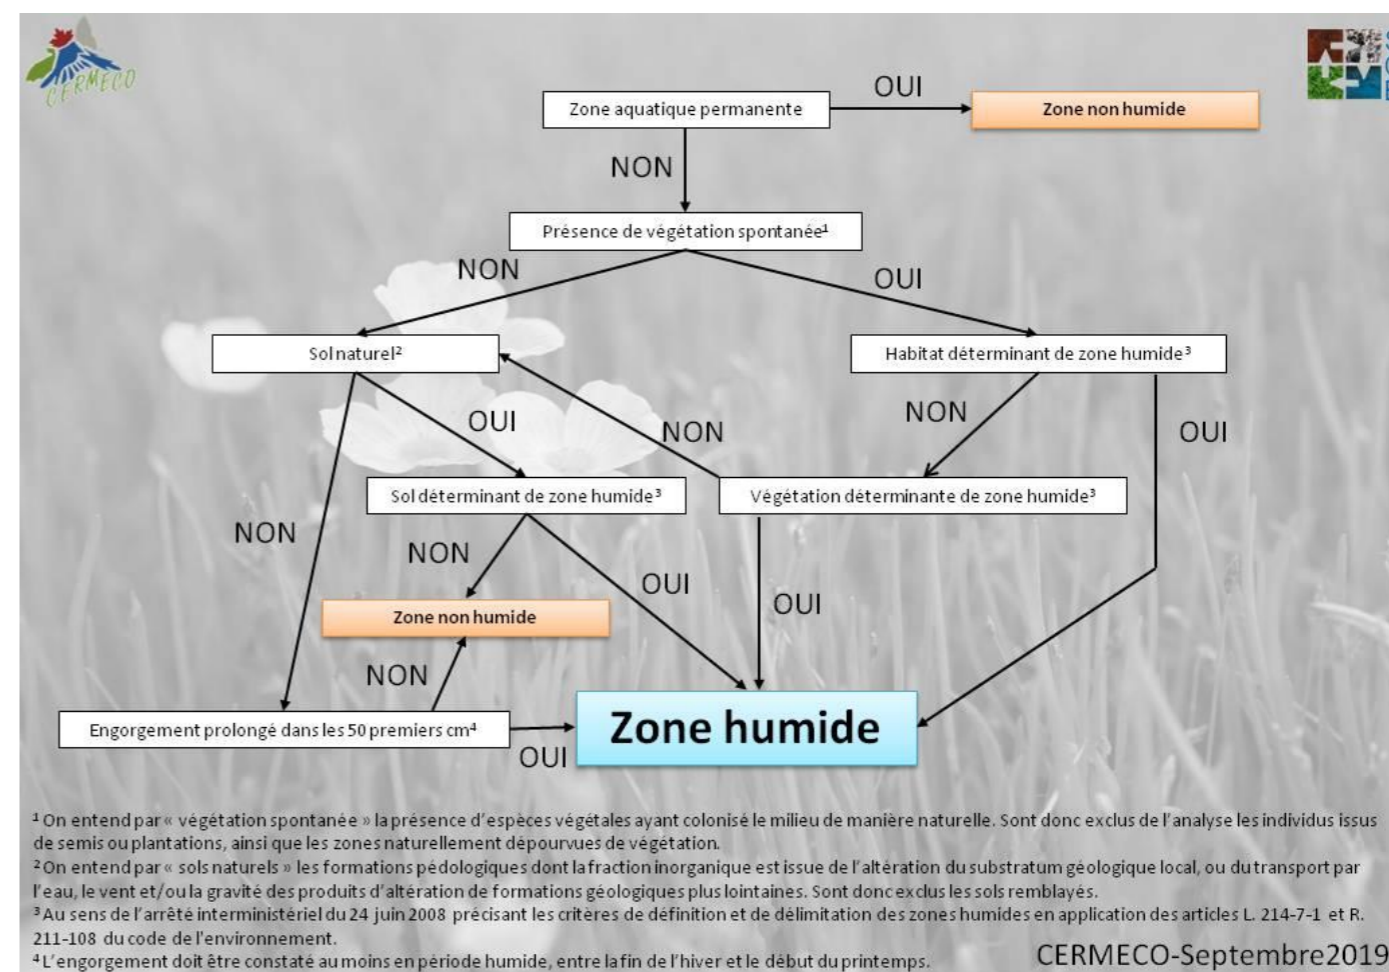 CERMECO
Zone aquatique permanente
OUI
Zone non humide
NON
Présence de végétation spontanée¹
NON
OUI
Sol naturel²
Habitat déterminant de zone humide³
OUI
NON
NON
OUI
Sol déterminant de zone humide³
Végétation déterminante de zone humide³
NON
NON
OUI
OUI
Zone non humide
NON
Engorgement prolongé dans les 50 premiers cm⁴
OUI
Zone humide
¹ On entend par « végétation spontanée » la présence d'espèces végétales ayant colonisé le milieu de manière naturelle. Sont donc exclus de l'analyse les individus issus
de semis ou plantations, ainsi que les zones naturellement dépourvues de végétation.
² On entend par « sols naturels » les formations pédologiques dont la fraction inorganique est issue de l'altération du substratum géologique local, ou du transport par
l'eau, le vent et/ou la gravité des produits d'altération de formations géologiques plus lointaines. Sont donc exclus les sols remblayés.
³ Au sens de l'arrêté interministériel du 24 juin 2008 précisant les critères de définition et de délimitation des zones humides en application des articles L. 214-7-1 et R.
211-108 du code de l'environnement.
⁴ L'engorgement doit être constaté au moins en période humide, entre la fin de l'hiver et le début du printemps.
CERMECO-Septembre2019